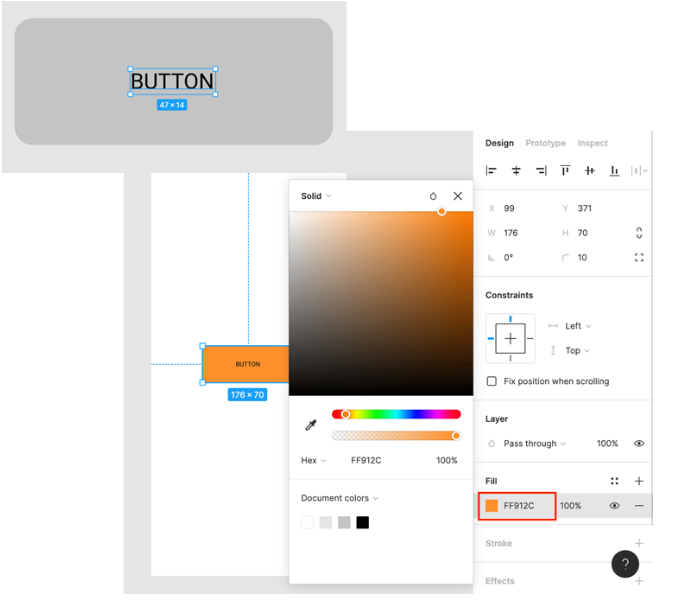 BUTTON
47 × 14
Design Prototype Inspect
Solid
X 99 Y 371
W 176 H 70
0° 10
Constraints
Left
Top
BUTTON
176 × 70
Fix position when scrolling
Layer
Pass through 100%
Hex FF912C 100%
Fill
FF912C 100%
Document colors
Stroke
Effects
?